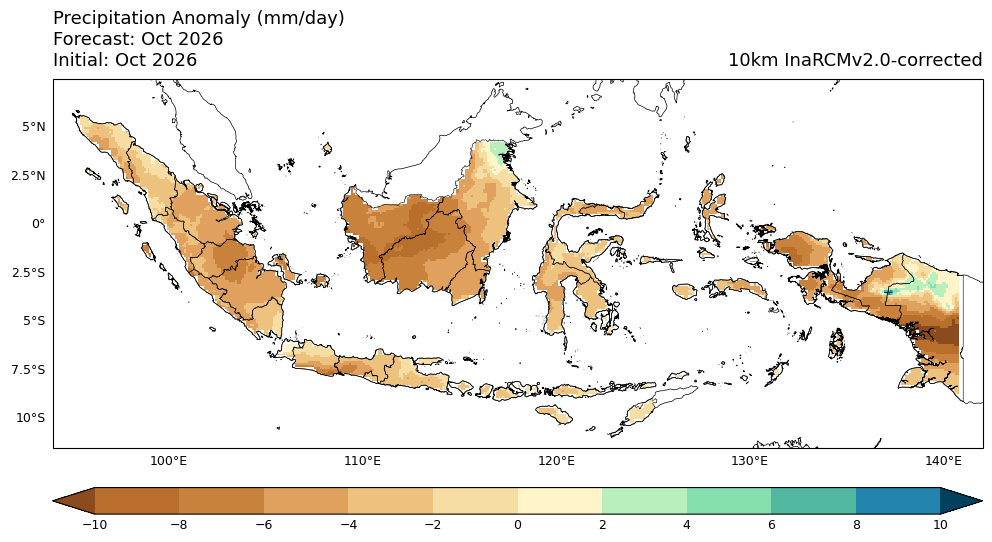 Precipitation Anomaly (mm/day)
Forecast: Oct 2026
Initial: Oct 2026
10km InaRCMv2.0-corrected
5°N
2.5°N
0°
2.5°S
5°S
7.5°S
10°S
100°E 110°E 120°E 130°E 140°E
−10 −8 −6 −4 −2 0 2 4 6 8 10